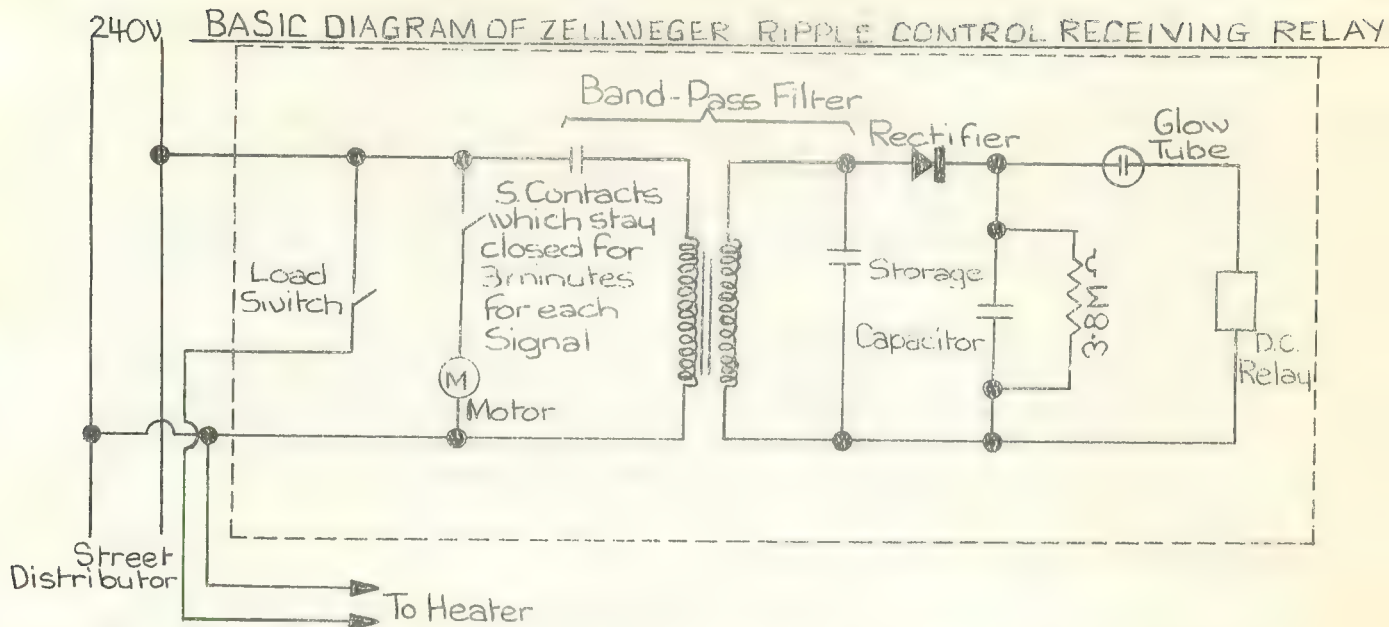 240V BASIC DIAGRAM OF ZELLWEGER RIPPLE CONTROL RECEIVING RELAY
Band-Pass Filter
Rectifier
Glow
Tube
S. Contacts
which stay
closed for
3 minutes
for each
Signal
Load
Switch
Storage
Capacitor
3·8MΩ
D.C.
Relay
M
Motor
Street
Distributor
To Heater